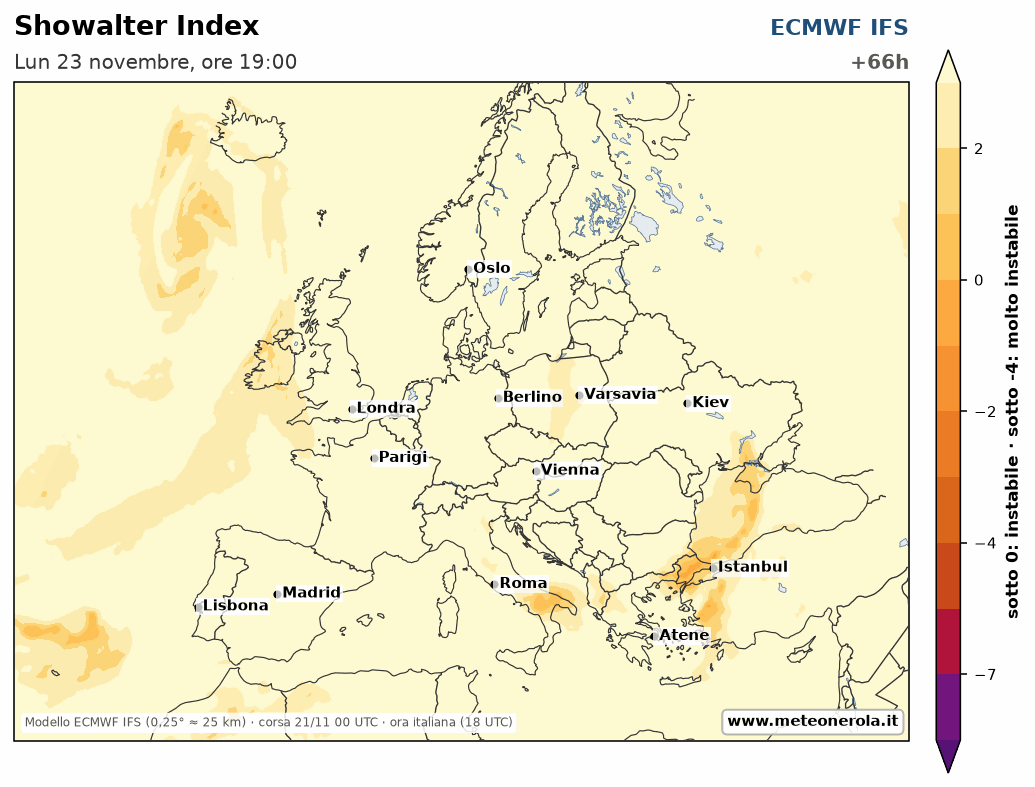 Showalter Index
ECMWF IFS
Lun 23 novembre, ore 19:00
+66h
Oslo
Londra
Berlino
Varsavia
Kiev
Parigi
Vienna
Istanbul
Roma
Madrid
Lisbona
Atene
Modello ECMWF IFS (0,25° ≈ 25 km) · corsa 21/11 00 UTC · ora italiana (18 UTC)
www.meteonerola.it
2
0
−2
−4
−7
sotto 0: instabile · sotto -4: molto instabile